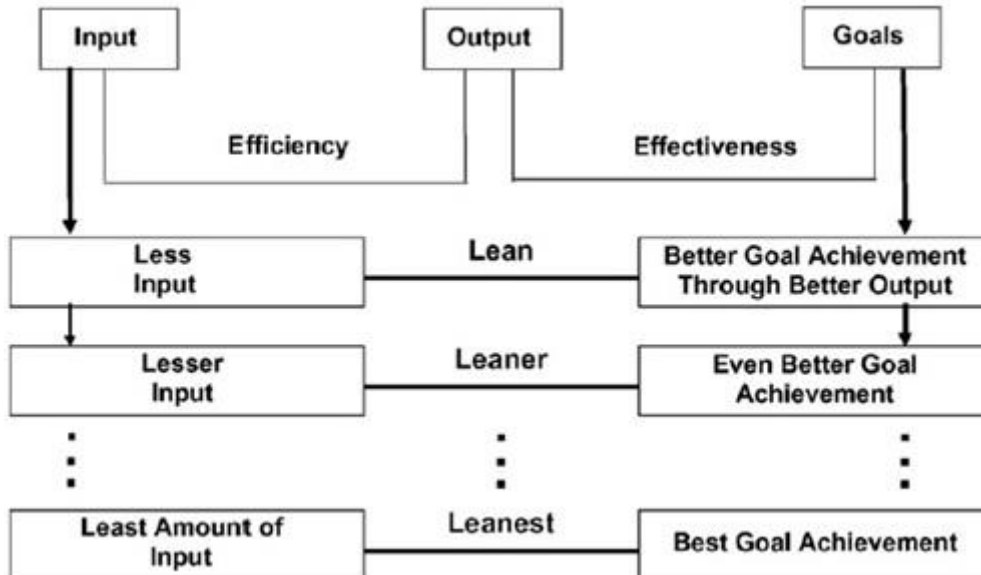 Input
Output
Goals
Efficiency
Effectiveness
Less
Input
Lean
Better Goal Achievement
Through Better Output
Lesser
Input
Leaner
Even Better Goal
Achievement
Least Amount of
Input
Leanest
Best Goal Achievement